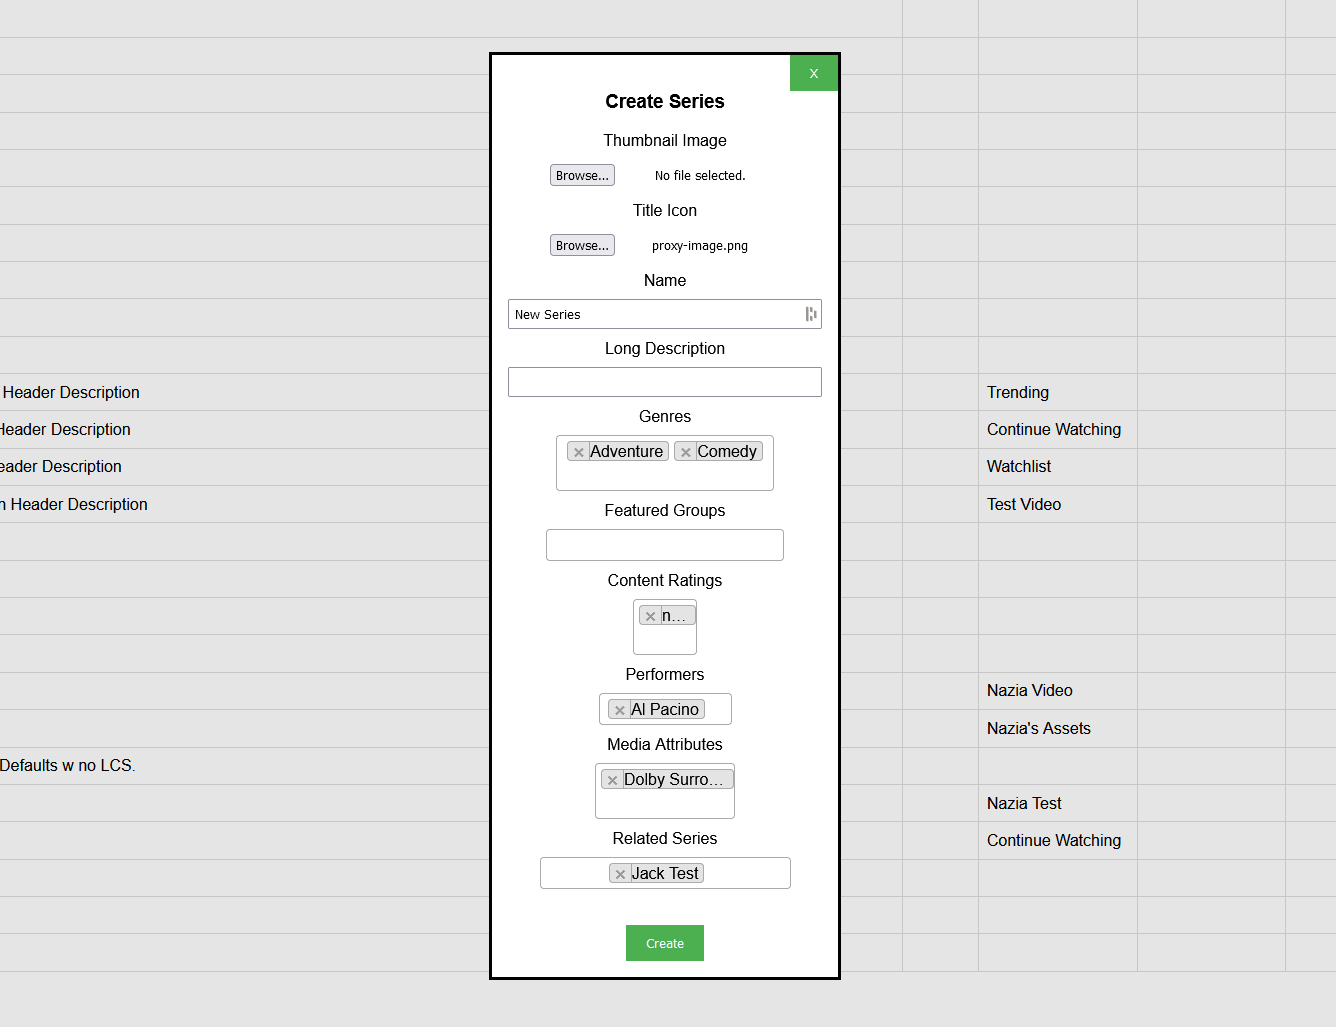 X
Create Series
Thumbnail Image
Browse... No file selected.
Title Icon
Browse... proxy-image.png
Name
New Series
Long Description
Genres
× Adventure × Comedy
Featured Groups
Content Ratings
× n...
Performers
× Al Pacino
Media Attributes
× Dolby Surro...
Related Series
× Jack Test
Create
Header Description
Header Description
eader Description
n Header Description
Defaults w no LCS.
Trending
Continue Watching
Watchlist
Test Video
Nazia Video
Nazia's Assets
Nazia Test
Continue Watching